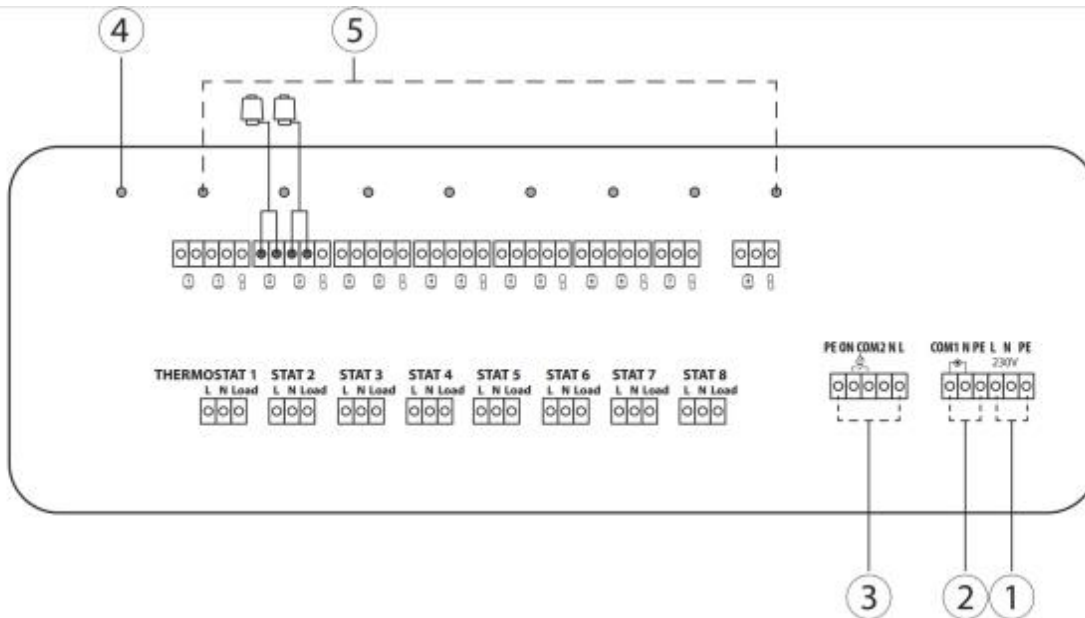 4 5
PE ON COM2 N L COM1 N PE L N PE
230V
THERMOSTAT 1 STAT 2 STAT 3 STAT 4 STAT 5 STAT 6 STAT 7 STAT 8
L N Load L N Load L N Load L N Load L N Load L N Load L N Load L N Load
3 2 1